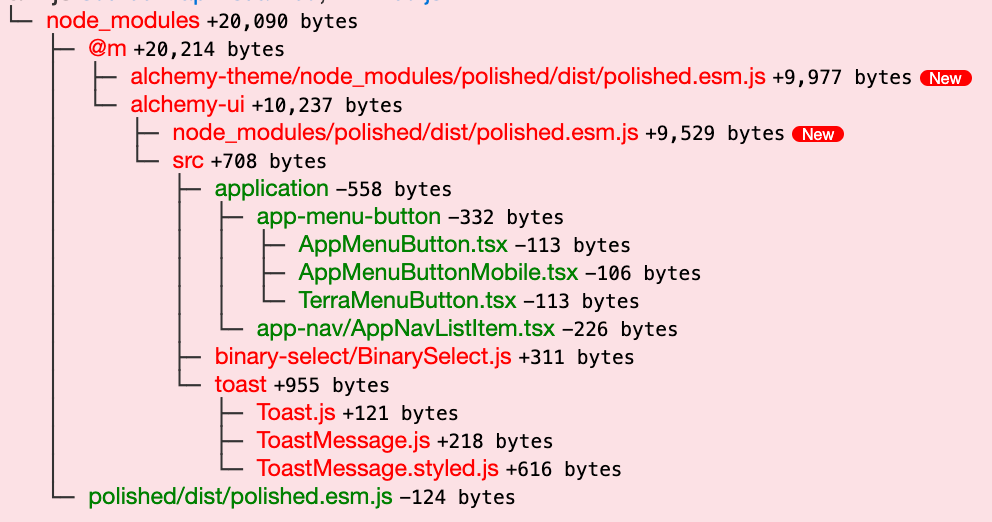 node_modules +20,090 bytes
@m +20,214 bytes
alchemy-theme/node_modules/polished/dist/polished.esm.js +9,977 bytes New
alchemy-ui +10,237 bytes
node_modules/polished/dist/polished.esm.js +9,529 bytes New
src +708 bytes
application −558 bytes
app-menu-button −332 bytes
AppMenuButton.tsx −113 bytes
AppMenuButtonMobile.tsx −106 bytes
TerraMenuButton.tsx −113 bytes
app-nav/AppNavListItem.tsx −226 bytes
binary-select/BinarySelect.js +311 bytes
toast +955 bytes
Toast.js +121 bytes
ToastMessage.js +218 bytes
ToastMessage.styled.js +616 bytes
polished/dist/polished.esm.js −124 bytes